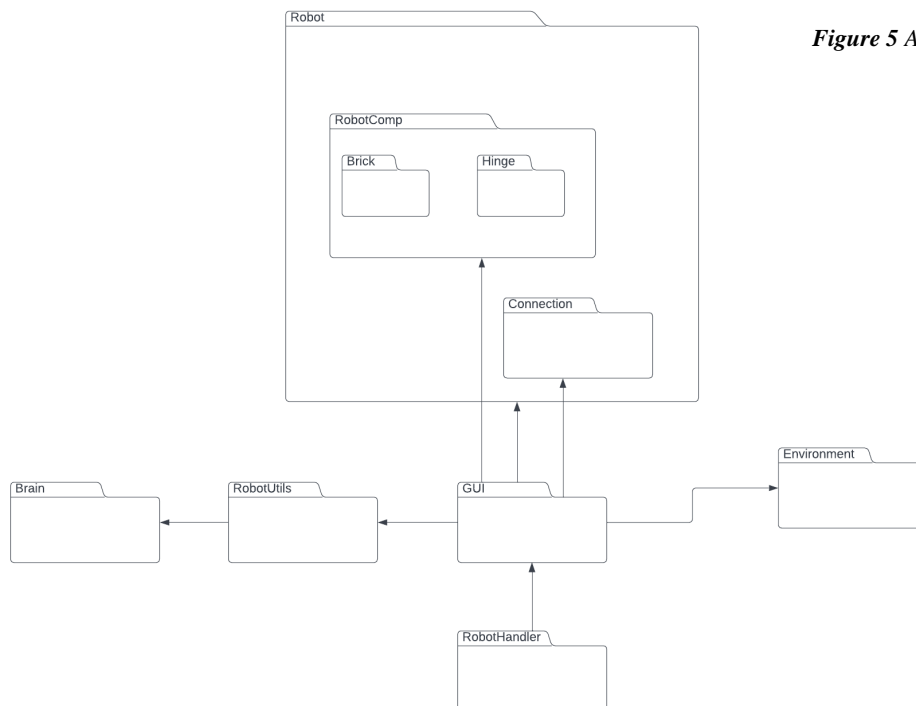 Robot
Figure 5 A
RobotComp
Brick
Hinge
Connection
Environment
Brain
RobotUtils
GUI
RobotHandler